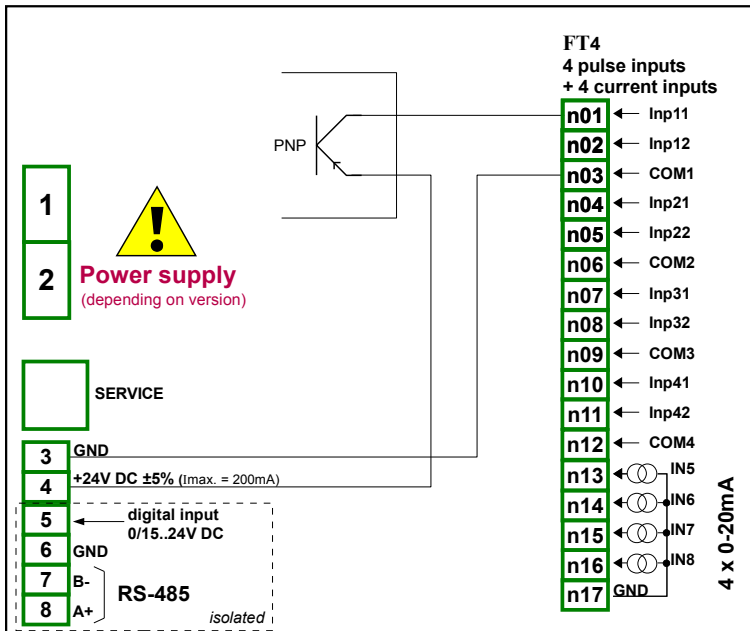 FT4
4 pulse inputs
+ 4 current inputs
n01 Inp11
n02 Inp12
n03 COM1
n04 Inp21
n05 Inp22
n06 COM2
n07 Inp31
n08 Inp32
n09 COM3
n10 Inp41
n11 Inp42
n12 COM4
n13 IN5
n14 IN6
n15 IN7
n16 IN8
n17 GND
4 x 0-20mA
PNP
1
2
!
Power supply
(depending on version)
SERVICE
3 GND
4 +24V DC ±5% (Imax. = 200mA)
5 digital input
0/15..24V DC
6 GND
7 B-
RS-485
8 A+
isolated